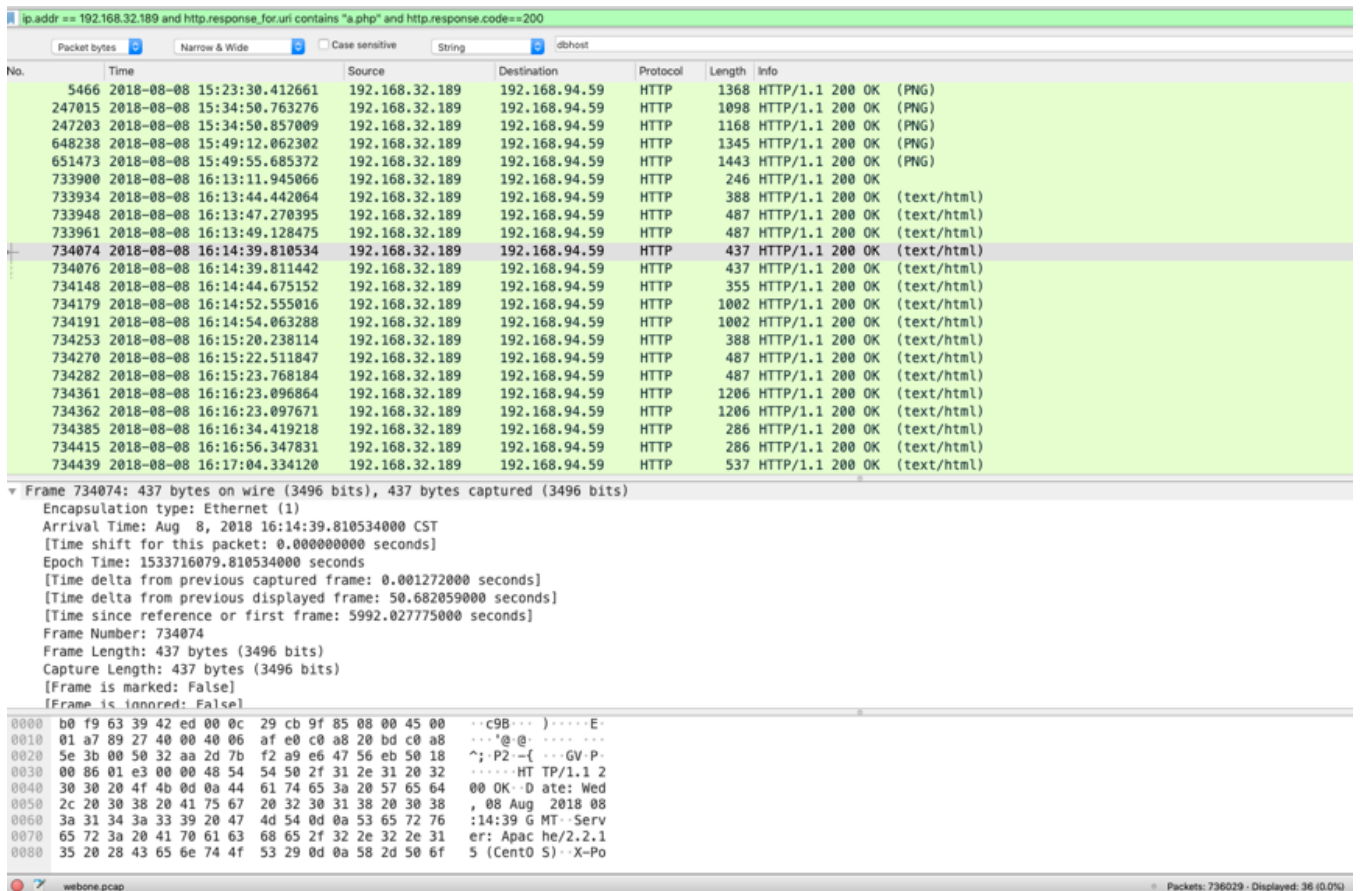 ip.addr == 192.168.32.189 and http.response_for.uri contains "a.php" and http.response.code==200
Packet bytes Narrow & Wide Case sensitive String dbhost
No. Time Source Destination Protocol Length Info
5466 2018-08-08 15:23:30.412661 192.168.32.189 192.168.94.59 HTTP 1368 HTTP/1.1 200 OK (PNG)
247015 2018-08-08 15:34:50.763276 192.168.32.189 192.168.94.59 HTTP 1098 HTTP/1.1 200 OK (PNG)
247203 2018-08-08 15:34:50.857009 192.168.32.189 192.168.94.59 HTTP 1168 HTTP/1.1 200 OK (PNG)
648238 2018-08-08 15:49:12.062302 192.168.32.189 192.168.94.59 HTTP 1345 HTTP/1.1 200 OK (PNG)
651473 2018-08-08 15:49:55.685372 192.168.32.189 192.168.94.59 HTTP 1443 HTTP/1.1 200 OK (PNG)
733900 2018-08-08 16:13:11.945066 192.168.32.189 192.168.94.59 HTTP 246 HTTP/1.1 200 OK
733934 2018-08-08 16:13:44.442064 192.168.32.189 192.168.94.59 HTTP 388 HTTP/1.1 200 OK (text/html)
733948 2018-08-08 16:13:47.270395 192.168.32.189 192.168.94.59 HTTP 487 HTTP/1.1 200 OK (text/html)
733961 2018-08-08 16:13:49.128475 192.168.32.189 192.168.94.59 HTTP 487 HTTP/1.1 200 OK (text/html)
734074 2018-08-08 16:14:39.810534 192.168.32.189 192.168.94.59 HTTP 437 HTTP/1.1 200 OK (text/html)
734076 2018-08-08 16:14:39.811442 192.168.32.189 192.168.94.59 HTTP 437 HTTP/1.1 200 OK (text/html)
734148 2018-08-08 16:14:44.675152 192.168.32.189 192.168.94.59 HTTP 355 HTTP/1.1 200 OK (text/html)
734179 2018-08-08 16:14:52.555016 192.168.32.189 192.168.94.59 HTTP 1002 HTTP/1.1 200 OK (text/html)
734191 2018-08-08 16:14:54.063288 192.168.32.189 192.168.94.59 HTTP 1002 HTTP/1.1 200 OK (text/html)
734253 2018-08-08 16:15:20.238114 192.168.32.189 192.168.94.59 HTTP 388 HTTP/1.1 200 OK (text/html)
734270 2018-08-08 16:15:22.511847 192.168.32.189 192.168.94.59 HTTP 487 HTTP/1.1 200 OK (text/html)
734282 2018-08-08 16:15:23.768184 192.168.32.189 192.168.94.59 HTTP 487 HTTP/1.1 200 OK (text/html)
734361 2018-08-08 16:16:23.096864 192.168.32.189 192.168.94.59 HTTP 1206 HTTP/1.1 200 OK (text/html)
734362 2018-08-08 16:16:23.097671 192.168.32.189 192.168.94.59 HTTP 1206 HTTP/1.1 200 OK (text/html)
734385 2018-08-08 16:16:34.419218 192.168.32.189 192.168.94.59 HTTP 286 HTTP/1.1 200 OK (text/html)
734415 2018-08-08 16:16:56.347831 192.168.32.189 192.168.94.59 HTTP 286 HTTP/1.1 200 OK (text/html)
734439 2018-08-08 16:17:04.334120 192.168.32.189 192.168.94.59 HTTP 537 HTTP/1.1 200 OK (text/html)
Frame 734074: 437 bytes on wire (3496 bits), 437 bytes captured (3496 bits)
Encapsulation type: Ethernet (1)
Arrival Time: Aug 8, 2018 16:14:39.810534000 CST
[Time shift for this packet: 0.000000000 seconds]
Epoch Time: 1533716079.810534000 seconds
[Time delta from previous captured frame: 0.001272000 seconds]
[Time delta from previous displayed frame: 50.682059000 seconds]
[Time since reference or first frame: 5992.027775000 seconds]
Frame Number: 734074
Frame Length: 437 bytes (3496 bits)
Capture Length: 437 bytes (3496 bits)
[Frame is marked: False]
[Frame is ignored: False]
0000 b0 f9 63 39 42 ed 00 0c 29 cb 9f 85 08 00 45 00 ··c9B··· )·····E·
0010 01 a7 89 27 40 00 40 06 af e0 c0 a8 20 bd c0 a8 ···'@·@· ···· ···
0020 5e 3b 00 50 32 aa 2d 7b f2 a9 e6 47 56 eb 50 18 ^;·P2·-{ ···GV·P·
0030 00 86 01 e3 00 00 48 54 54 50 2f 31 2e 31 20 32 ······HT TP/1.1 2
0040 30 30 20 4f 4b 0d 0a 44 61 74 65 3a 20 57 65 64 00 OK··D ate: Wed
0050 2c 20 30 38 20 41 75 67 20 32 30 31 38 20 30 38 , 08 Aug 2018 08
0060 3a 31 34 3a 33 39 20 47 4d 54 0d 0a 53 65 72 76 :14:39 G MT··Serv
0070 65 72 3a 20 41 70 61 63 68 65 2f 32 2e 32 2e 31 er: Apac he/2.2.1
0080 35 20 28 43 65 6e 74 4f 53 29 0d 0a 58 2d 50 6f 5 (CentO S)··X-Po
webone.pcap Packets: 736029 · Displayed: 36 (0.0%)